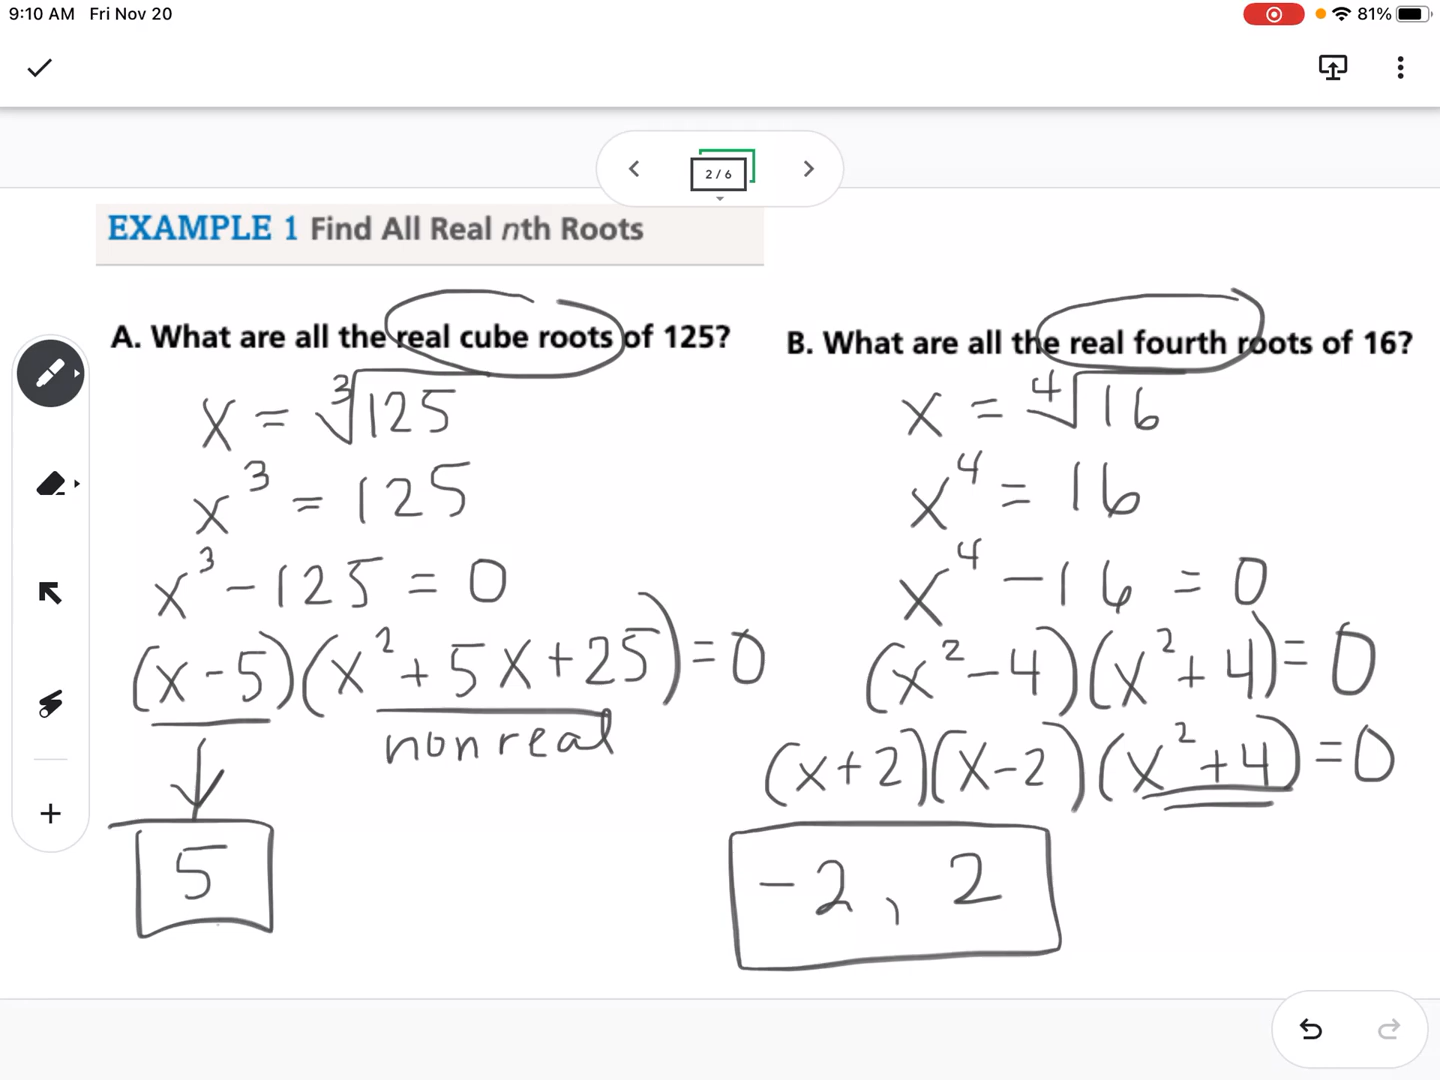 9:10 AM Fri Nov 20
81%
2 / 6
EXAMPLE 1 Find All Real nth Roots
A. What are all the real cube roots of 125?
x = ∛125
x³ = 125
x³ - 125 = 0
(x - 5)(x² + 5x + 25) = 0
nonreal
5
B. What are all the real fourth roots of 16?
x = ∜16
x⁴ = 16
x⁴ - 16 = 0
(x² - 4)(x² + 4) = 0
(x + 2)(x - 2)(x² + 4) = 0
-2, 2